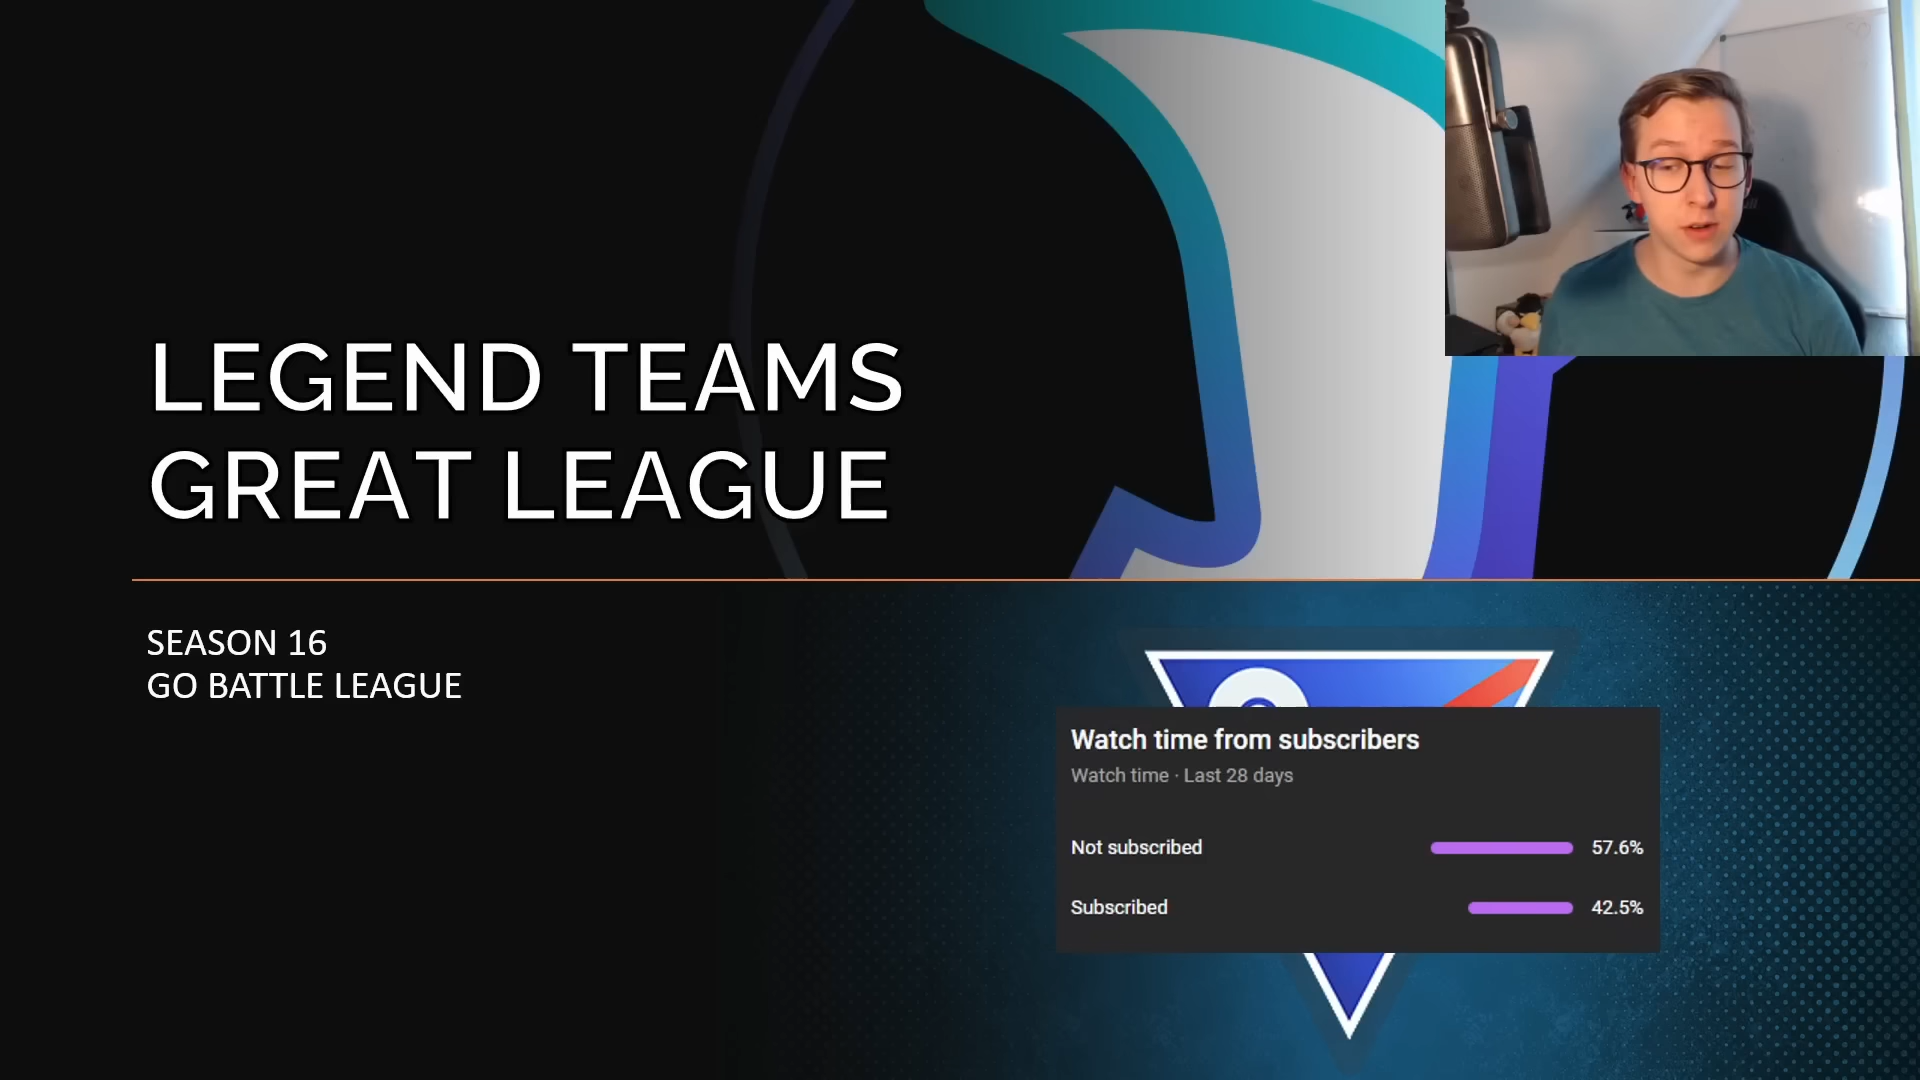 LEGEND TEAMS
GREAT LEAGUE
SEASON 16
GO BATTLE LEAGUE
Watch time from subscribers
Watch time · Last 28 days
Not subscribed 57.6%
Subscribed 42.5%